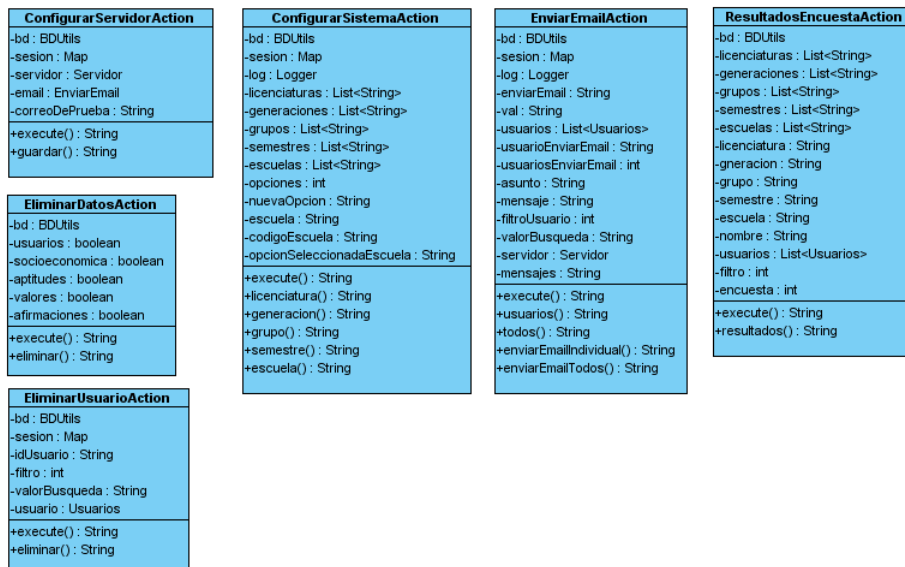 ConfigurarServidorAction
-bd : BDUtils
-sesion : Map
-servidor : Servidor
-email : EnviarEmail
-correoDePrueba : String
+execute() : String
+guardar() : String
EliminarDatosAction
-bd : BDUtils
-usuarios : boolean
-socioeconomica : boolean
-aptitudes : boolean
-valores : boolean
-afirmaciones : boolean
+execute() : String
+eliminar() : String
EliminarUsuarioAction
-bd : BDUtils
-sesion : Map
-idUsuario : String
-filtro : int
-valorBusqueda : String
-usuario : Usuarios
+execute() : String
+eliminar() : String
ConfigurarSistemaAction
-bd : BDUtils
-sesion : Map
-log : Logger
-licenciaturas : List<String>
-generaciones : List<String>
-grupos : List<String>
-semestres : List<String>
-escuelas : List<String>
-opciones : int
-nuevaOpcion : String
-escuela : String
-codigoEscuela : String
-opcionSeleccionadaEscuela : String
+execute() : String
+licenciatura() : String
+generacion() : String
+grupo() : String
+semestre() : String
+escuela() : String
EnviarEmailAction
-bd : BDUtils
-sesion : Map
-log : Logger
-enviarEmail : String
-val : String
-usuarios : List<Usuarios>
-usuarioEnviarEmail : String
-usuariosEnviarEmail : int
-asunto : String
-mensaje : String
-filtroUsuario : int
-valorBusqueda : String
-servidor : Servidor
-mensajes : String
+execute() : String
+usuarios() : String
+todos() : String
+enviarEmailIndividual() : String
+enviarEmailTodos() : String
ResultadosEncuestaAction
-bd : BDUtils
-licenciaturas : List<String>
-generaciones : List<String>
-grupos : List<String>
-semestres : List<String>
-escuelas : List<String>
-licenciatura : String
-gneracion : String
-grupo : String
-semestre : String
-escuela : String
-nombre : String
-usuarios : List<Usuarios>
-filtro : int
-encuesta : int
+execute() : String
+resultados() : String